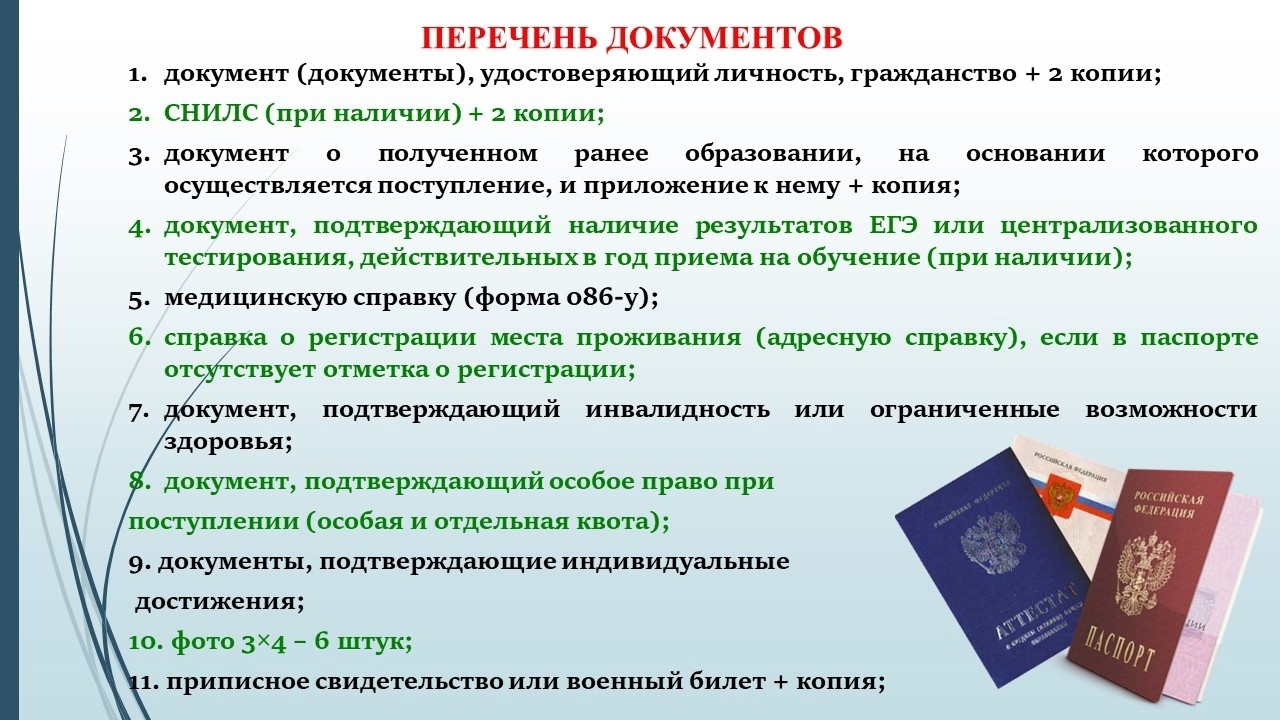 ПЕРЕЧЕНЬ ДОКУМЕНТОВ
1. документ (документы), удостоверяющий личность, гражданство + 2 копии;
2. СНИЛС (при наличии) + 2 копии;
3. документ о полученном ранее образовании, на основании которого
осуществляется поступление, и приложение к нему + копия;
4. документ, подтверждающий наличие результатов ЕГЭ или централизованного
тестирования, действительных в год приема на обучение (при наличии);
5. медицинскую справку (форма 086-у);
6. справка о регистрации места проживания (адресную справку), если в паспорте
отсутствует отметка о регистрации;
7. документ, подтверждающий инвалидность или ограниченные возможности
здоровья;
8. документ, подтверждающий особое право при
поступлении (особая и отдельная квота);
9. документы, подтверждающие индивидуальные
достижения;
10. фото 3×4 – 6 штук;
11. приписное свидетельство или военный билет + копия;
РОССИЙСКАЯ ФЕДЕРАЦИЯ
РОССИЙСКАЯ ФЕДЕРАЦИЯ
АТТЕСТАТ
РОССИЙСКАЯ
ФЕДЕРАЦИЯ
ПАСПОРТ